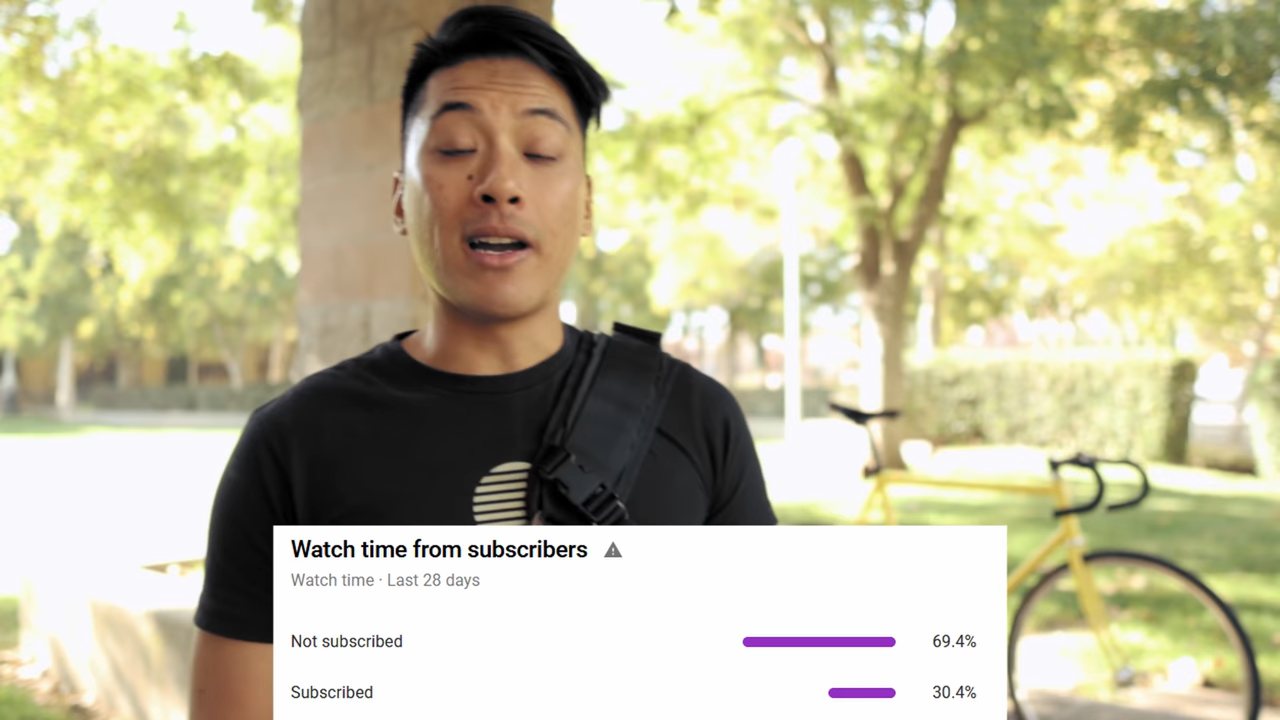 Watch time from subscribers
Watch time · Last 28 days
Not subscribed 69.4%
Subscribed 30.4%